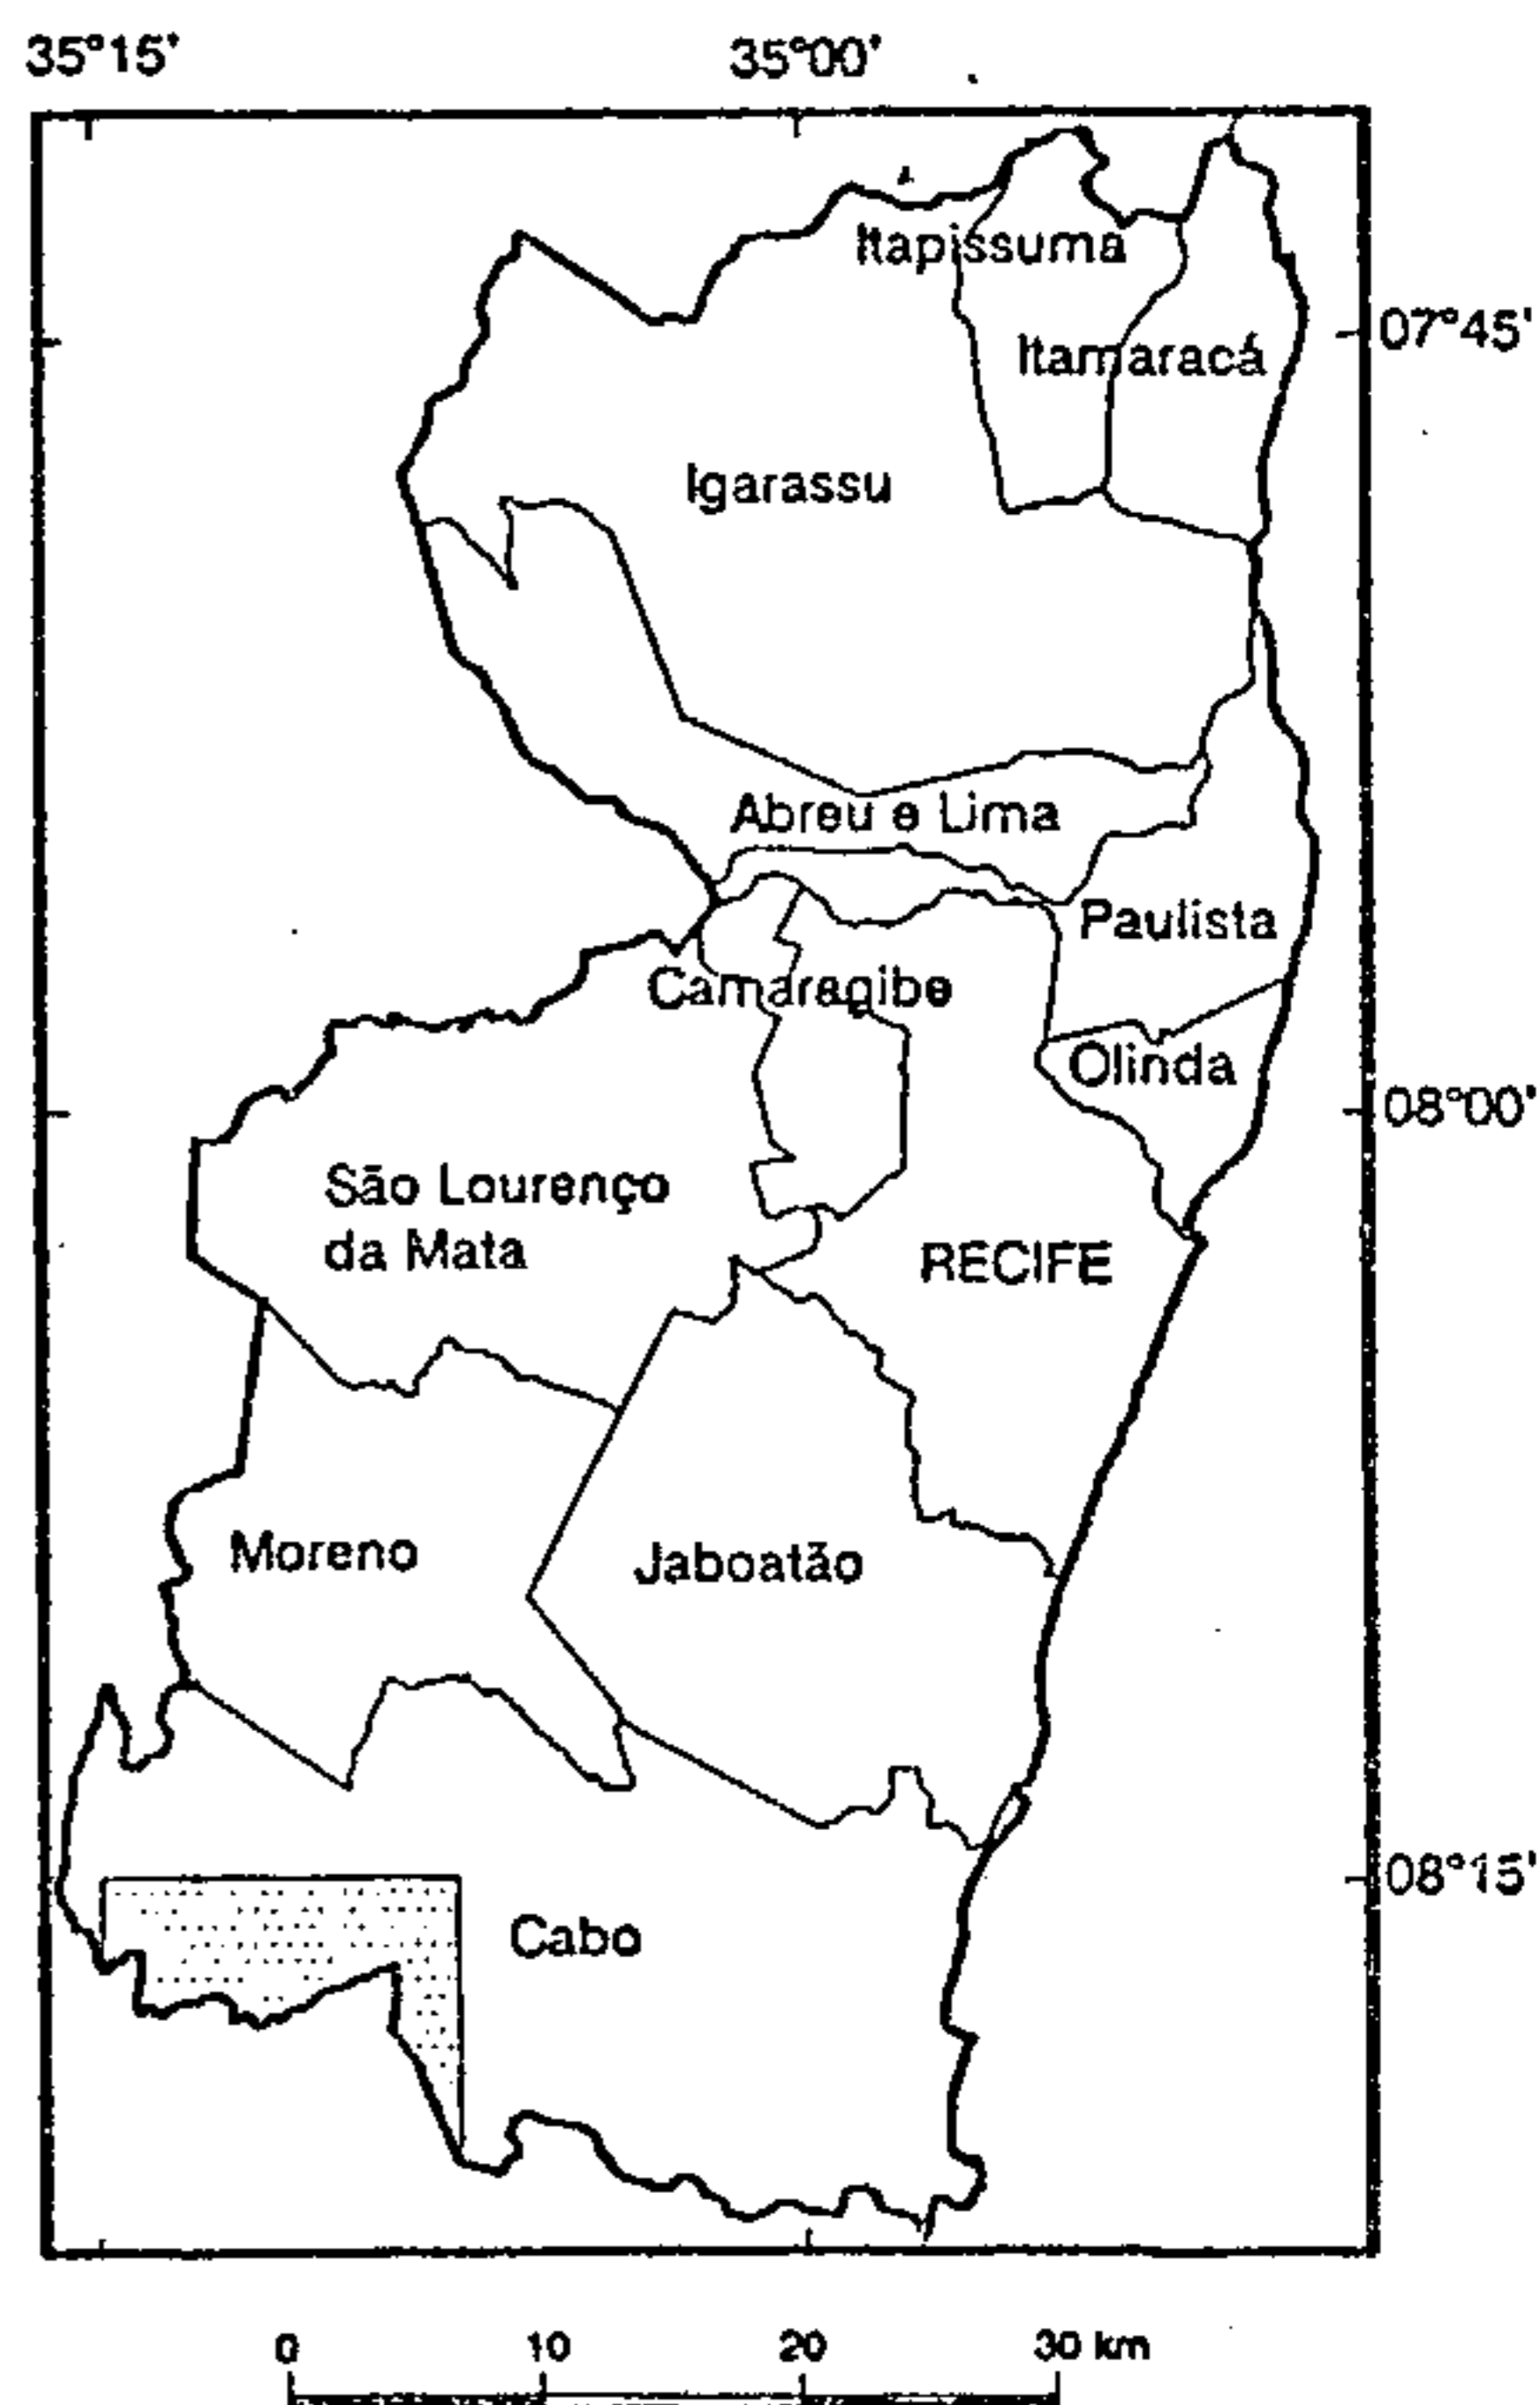 35°15'
35°00'
Itapissuma
07°45'
Itamaracá
Igarassu
Abreu e Lima
Paulista
Camaragibe
Olinda
08°00'
São Lourenço
da Mata
RECIFE
Moreno
Jaboatão
08°15'
Cabo
0 10 20 30 km